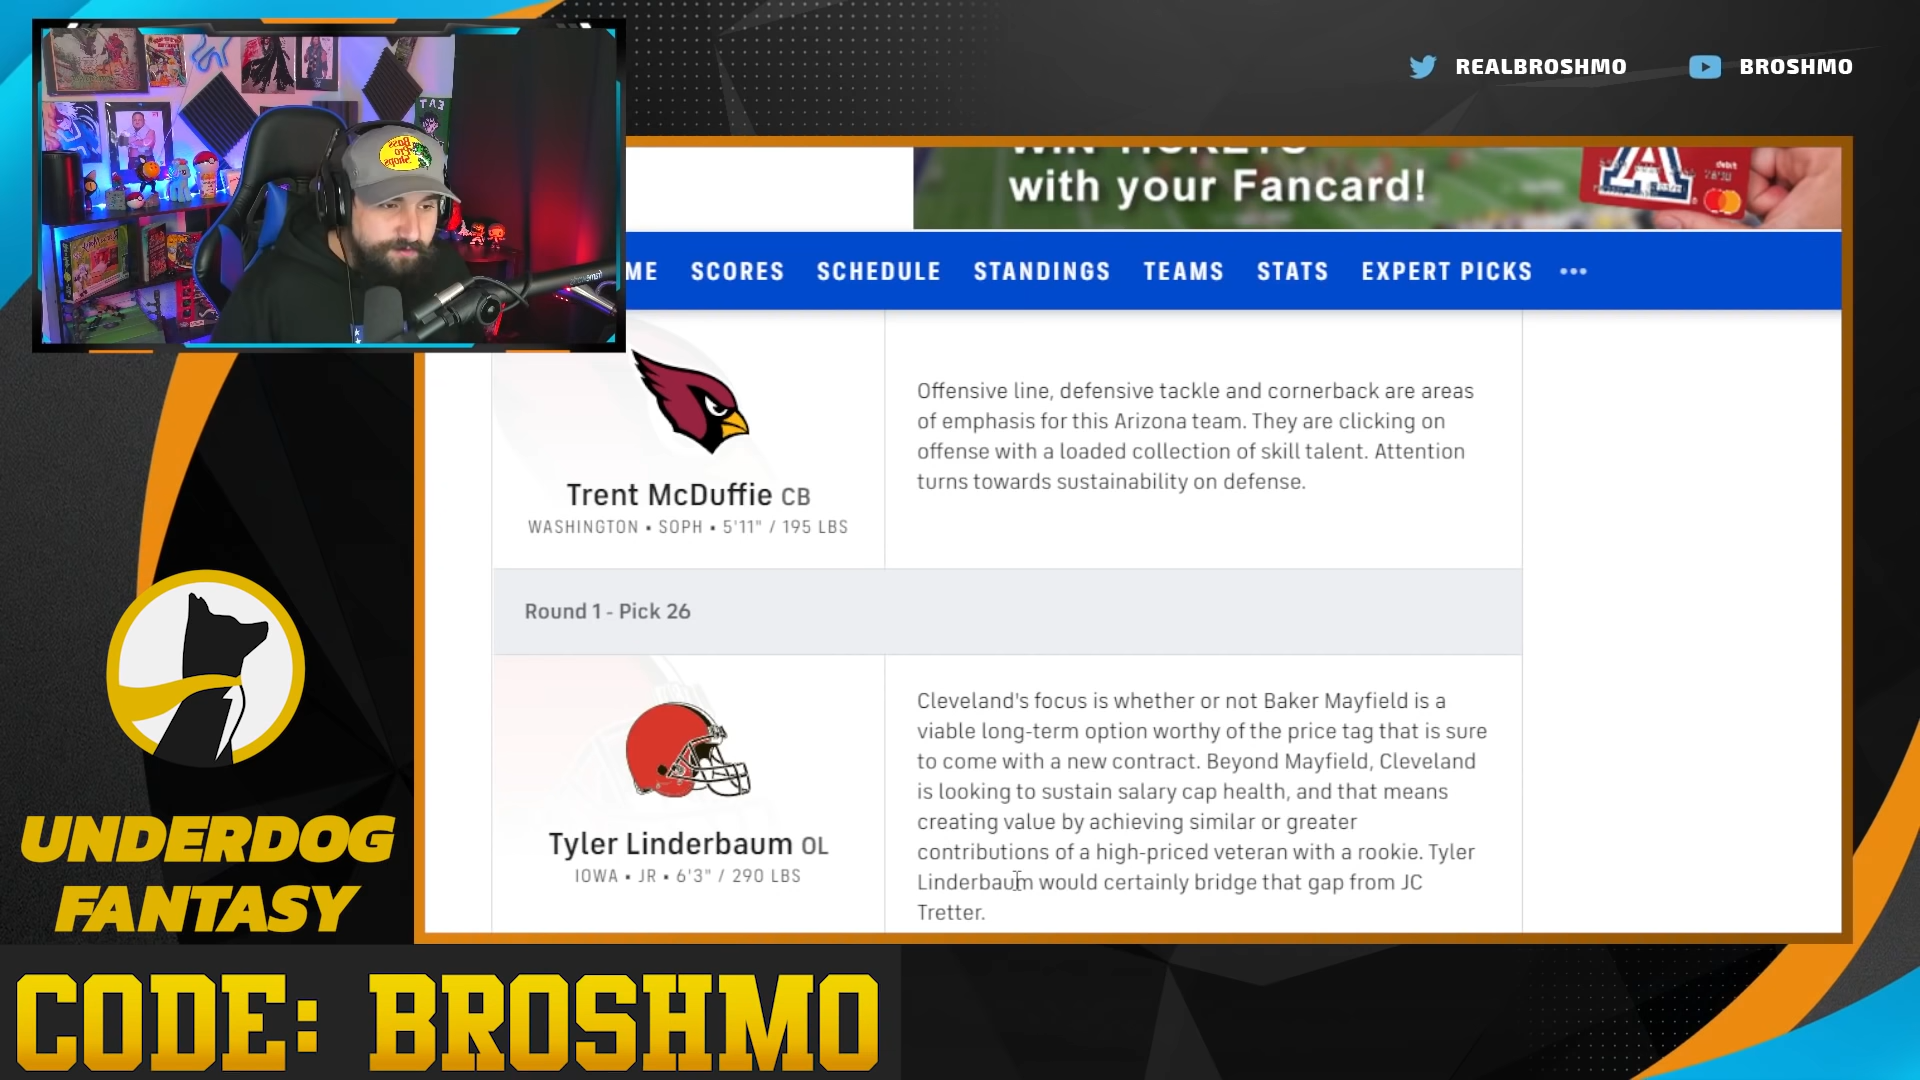 REALBROSHMO
BROSHMO
EAT
Bass
Pro
Shops
WIN TICKETS
with your Fancard!
debit
A
ME SCORES SCHEDULE STANDINGS TEAMS STATS EXPERT PICKS •••
Trent McDuffie CB
WASHINGTON • SOPH • 5'11" / 195 LBS
Offensive line, defensive tackle and cornerback are areas
of emphasis for this Arizona team. They are clicking on
offense with a loaded collection of skill talent. Attention
turns towards sustainability on defense.
Round 1 - Pick 26
Tyler Linderbaum OL
IOWA • JR • 6'3" / 290 LBS
Cleveland's focus is whether or not Baker Mayfield is a
viable long-term option worthy of the price tag that is sure
to come with a new contract. Beyond Mayfield, Cleveland
is looking to sustain salary cap health, and that means
creating value by achieving similar or greater
contributions of a high-priced veteran with a rookie. Tyler
Linderbaum would certainly bridge that gap from JC
Tretter.
UNDERDOG
FANTASY
CODE: BROSHMO